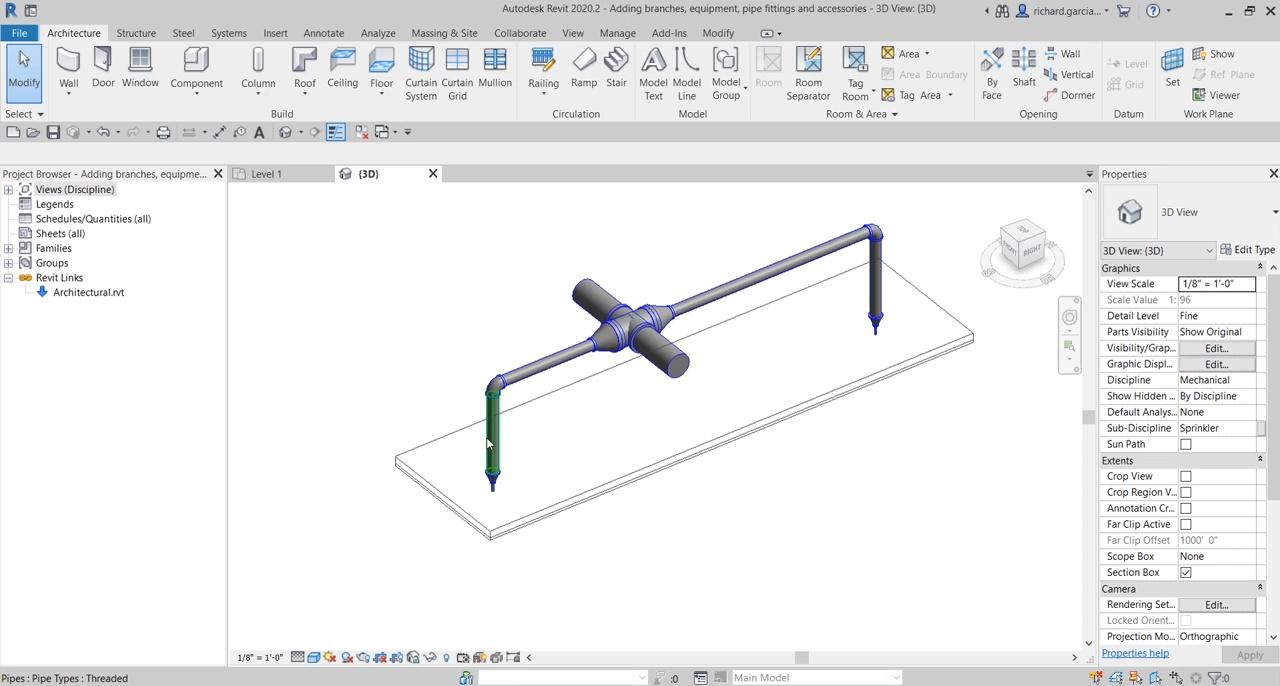 Autodesk Revit 2020.2 - Adding branches, equipment, pipe fittings and accessories - 3D View: {3D}
richard.garcia...
File Architecture Structure Steel Systems Insert Annotate Analyze Massing & Site Collaborate View Manage Add-Ins Modify
Modify
Wall
Door
Window
Component
Column
Roof
Ceiling
Floor
Curtain System
Curtain Grid
Mullion
Railing
Ramp
Stair
Model Text
Model Line
Model Group
Room
Room Separator
Tag Room
Area
Area Boundary
Tag Area
By Face
Shaft
Wall
Vertical
Dormer
Level
Grid
Set
Show
Ref Plane
Viewer
Select
Build
Circulation
Model
Room & Area
Opening
Datum
Work Plane
Project Browser - Adding branches, equipme...
Views (Discipline)
Legends
Schedules/Quantities (all)
Sheets (all)
Families
Groups
Revit Links
Architectural.rvt
Level 1
{3D}
TOP
FRONT
RIGHT
Properties
3D View
3D View: {3D}
Edit Type
Graphics
View Scale 1/8" = 1'-0"
Scale Value 1: 96
Detail Level Fine
Parts Visibility Show Original
Visibility/Grap... Edit...
Graphic Displ... Edit...
Discipline Mechanical
Show Hidden ... By Discipline
Default Analys... None
Sub-Discipline Sprinkler
Sun Path
Extents
Crop View
Crop Region V...
Annotation Cr...
Far Clip Active
Far Clip Offset 1000' 0"
Scope Box None
Section Box
Camera
Rendering Set... Edit...
Locked Orient...
Projection Mo... Orthographic
Properties help
Apply
1/8" = 1'-0"
Pipes : Pipe Types : Threaded
:0
Main Model
:0